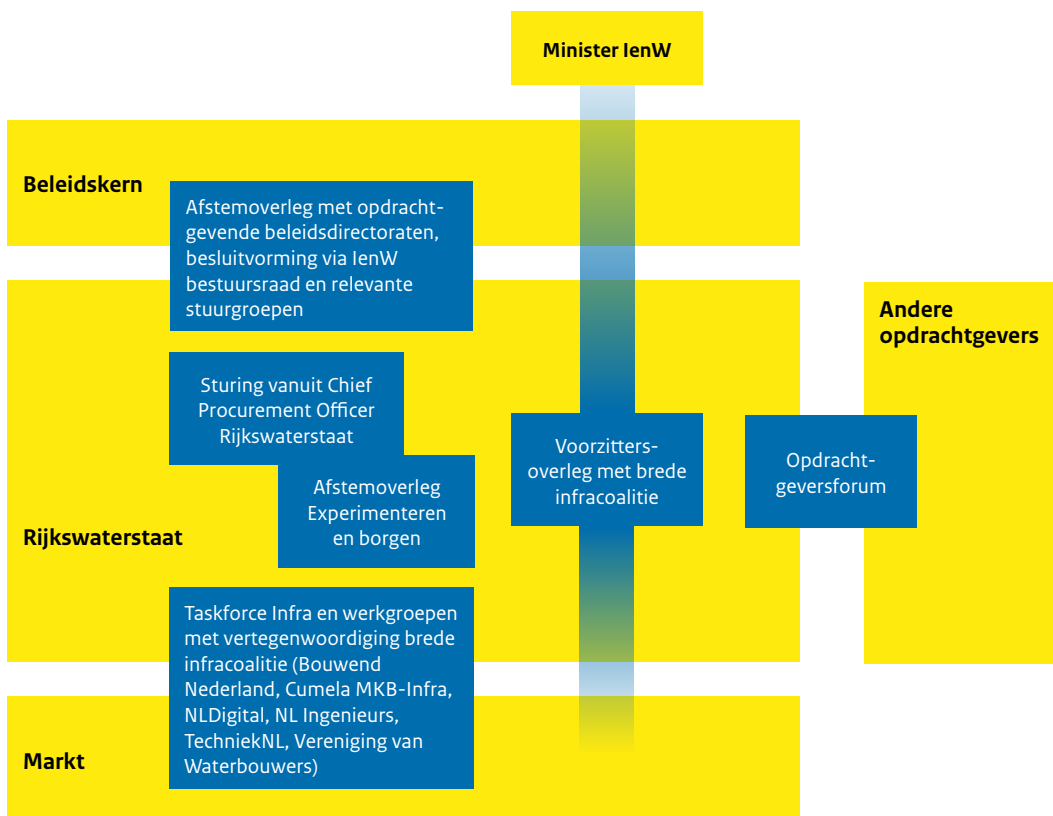 Minister IenW
Beleidskern
Afstemoverleg met opdracht-
gevende beleidsdirectoraten,
besluitvorming via IenW
bestuursraad en relevante
stuurgroepen
Andere
opdrachtgevers
Sturing vanuit Chief
Procurement Officer
Rijkswaterstaat
Voorzitters-
overleg met brede
infracoalitie
Opdracht-
geversforum
Afstemoverleg
Experimenteren
en borgen
Rijkswaterstaat
Taskforce Infra en werkgroepen
met vertegenwoordiging brede
infracoalitie (Bouwend
Nederland, Cumela MKB-Infra,
NLDigital, NL Ingenieurs,
TechniekNL, Vereniging van
Waterbouwers)
Markt